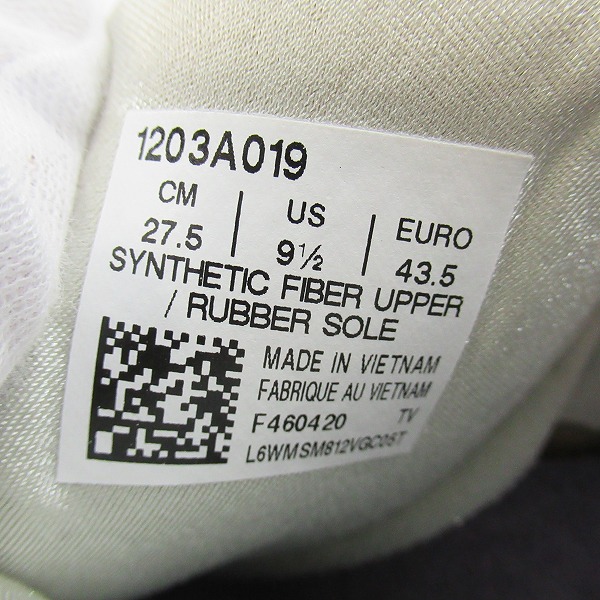 1203A019
CM | US | EURO
27.5 | 9½ | 43.5
SYNTHETIC FIBER UPPER
/ RUBBER SOLE
MADE IN VIETNAM
FABRIQUE AU VIETNAM
F460420 TV
L6WMSM812VGC05T